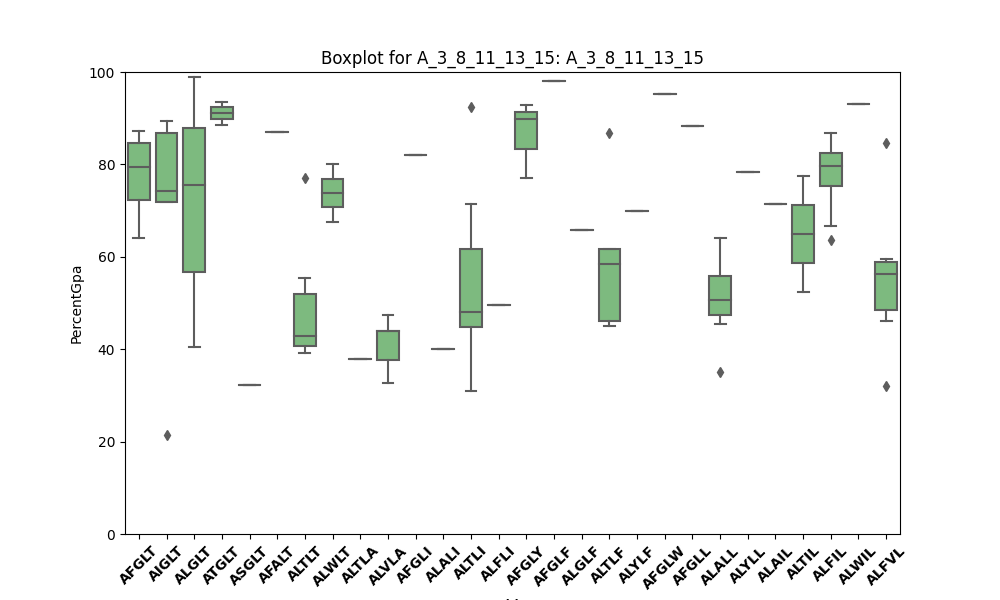 Boxplot for A_3_8_11_13_15: A_3_8_11_13_15
100
80
60
40
20
0
PercentGpa
AFGLT AIGLT ALGLT ATGLT ASGLT AFALT ALTLT ALWLT ALTLA ALVLA AFGLI ALALI ALTLI ALFLI AFGLY AFGLF ALGLF ALTLF ALYLF AFGLW AFGLL ALALL ALYLL ALAIL ALTIL ALFIL ALWIL ALFVL